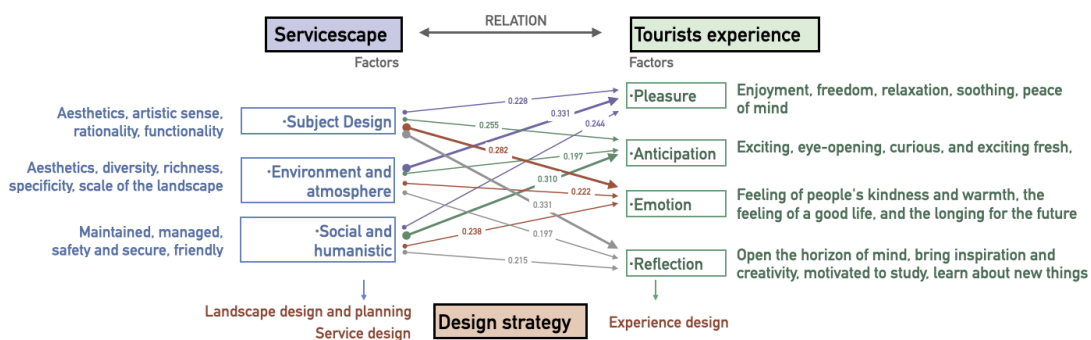 RELATION
Servicescape
Tourists experience
Factors
Factors
Aesthetics, artistic sense,
rationality, functionality
·Subject Design
Aesthetics, diversity, richness,
specificity, scale of the landscape
·Environment and
atmosphere
Maintained, managed,
safety and secure, friendly
·Social and
humanistic
0.228
0.255
0.331
0.244
0.282
0.197
0.310
0.222
0.331
0.238
0.197
0.215
·Pleasure
Enjoyment, freedom, relaxation, soothing, peace
of mind
·Anticipation
Exciting, eye-opening, curious, and exciting fresh,
·Emotion
Feeling of people's kindness and warmth, the
feeling of a good life, and the longing for the future
·Reflection
Open the horizon of mind, bring inspiration and
creativity, motivated to study, learn about new things
Landscape design and planning
Service design
Design strategy
Experience design